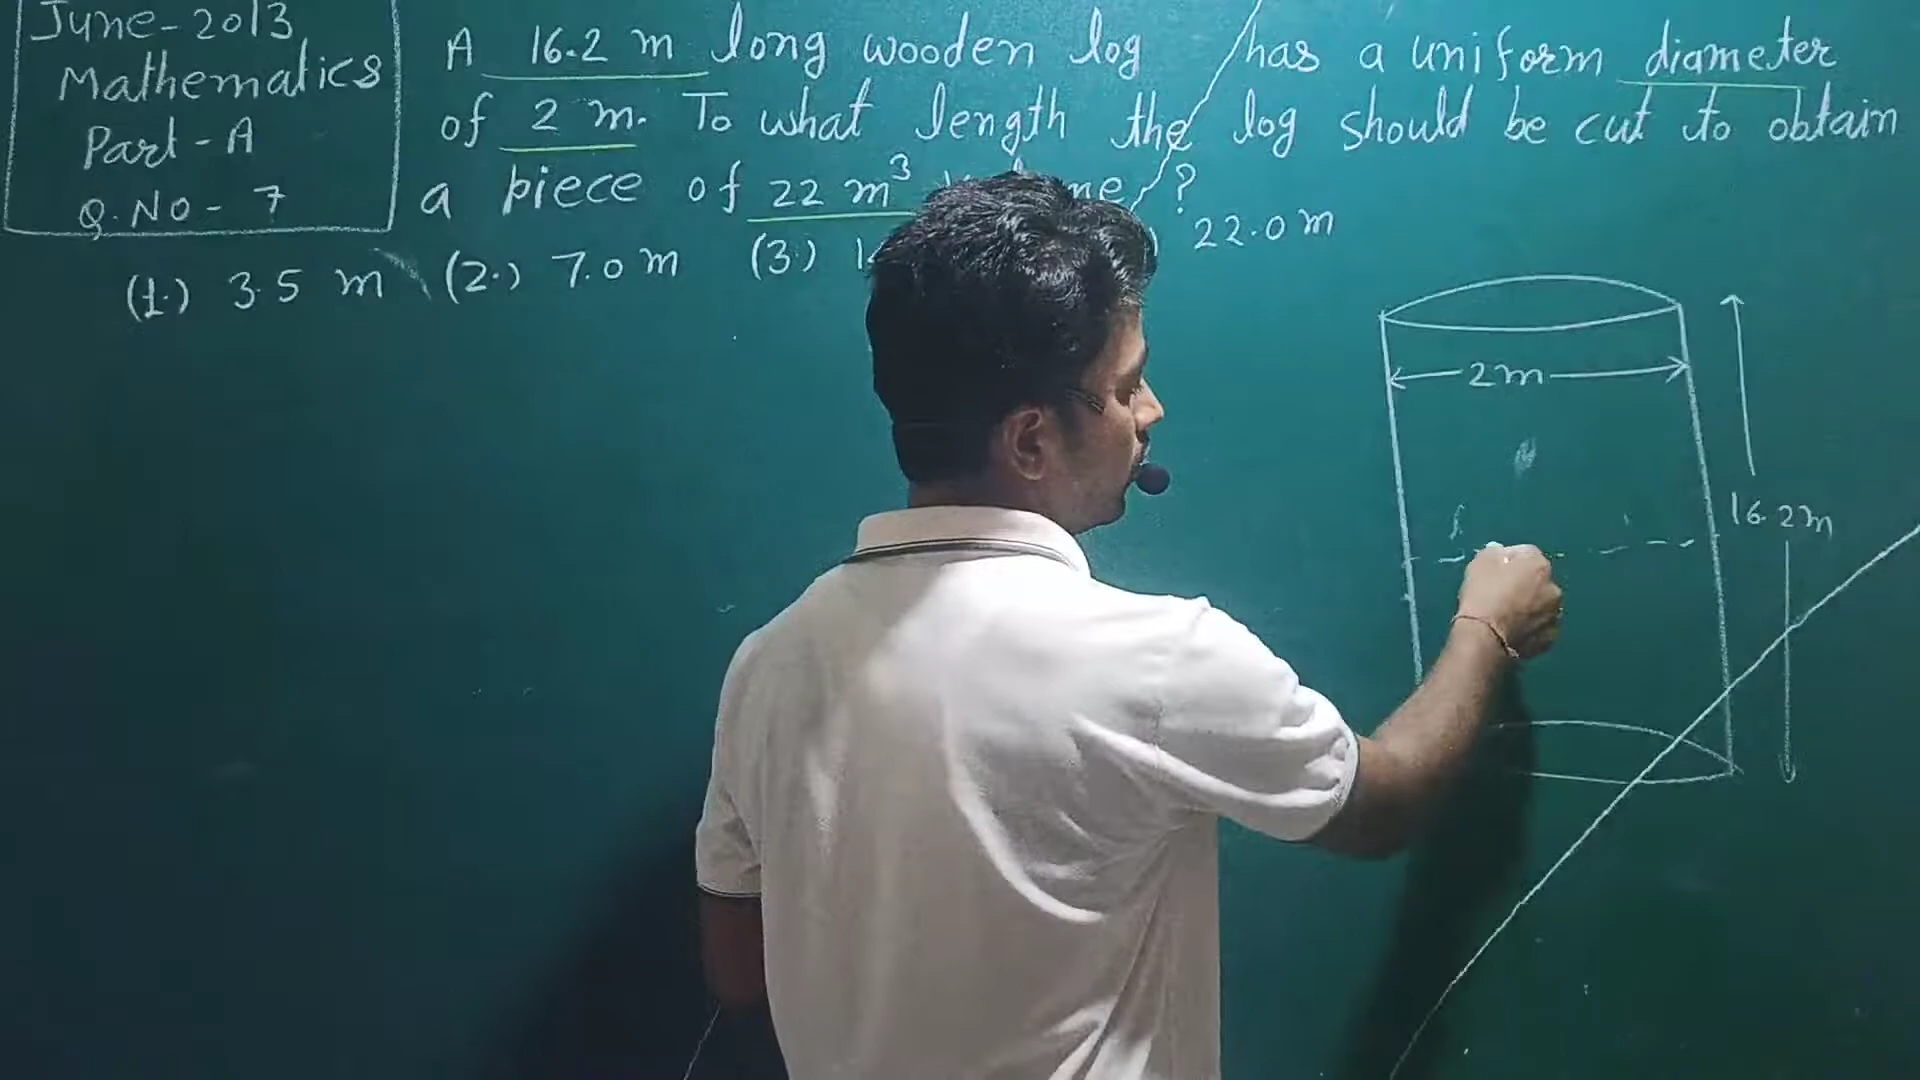 June-2013
Mathematics
Part-A
Q.NO- 7
A 16.2 m long wooden log has a uniform diameter
of 2 m. To what length the log should be cut to obtain
a piece of 22 m³ ?
(1.) 3.5 m (2.) 7.0 m (3.) 22.0 m
2m
16.2m